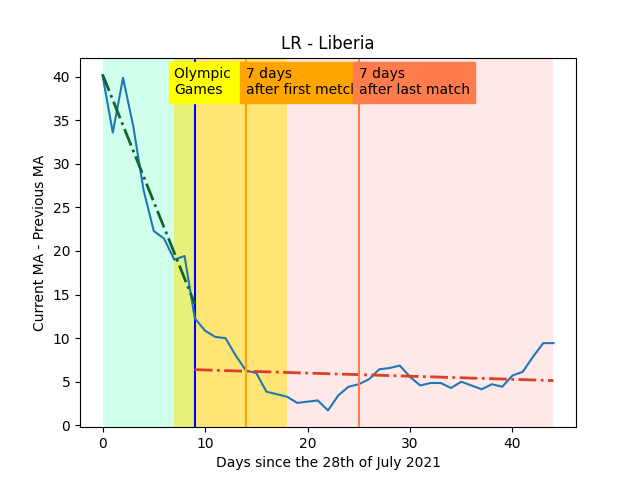 LR - Liberia
Olympic
Games
7 days
after first metch
7 days
after last match
Current MA - Previous MA
40
35
30
25
20
15
10
5
0
0
10
20
30
40
Days since the 28th of July 2021